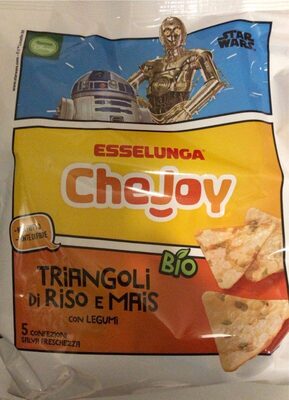 STAR
WARS
ESSELUNGA
CheJoy
BIO
TRIANGOLI
DI RISO E MAIS
CON LEGUMI
5 CONFEZIONI
SALVA FRESCHEZZA